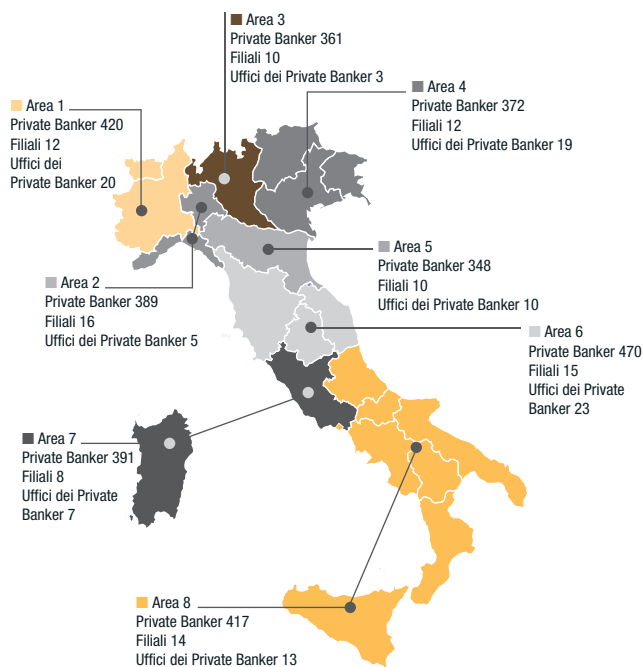 Area 3
Private Banker 361
Filiali 10
Uffici dei Private Banker 3
Area 4
Private Banker 372
Filiali 12
Uffici dei Private Banker 19
Area 1
Private Banker 420
Filiali 12
Uffici dei
Private Banker 20
Area 5
Private Banker 348
Filiali 10
Uffici dei Private Banker 10
Area 2
Private Banker 389
Filiali 16
Uffici dei Private Banker 5
Area 6
Private Banker 470
Filiali 15
Uffici dei Private
Banker 23
Area 7
Private Banker 391
Filiali 8
Uffici dei Private
Banker 7
Area 8
Private Banker 417
Filiali 14
Uffici dei Private Banker 13